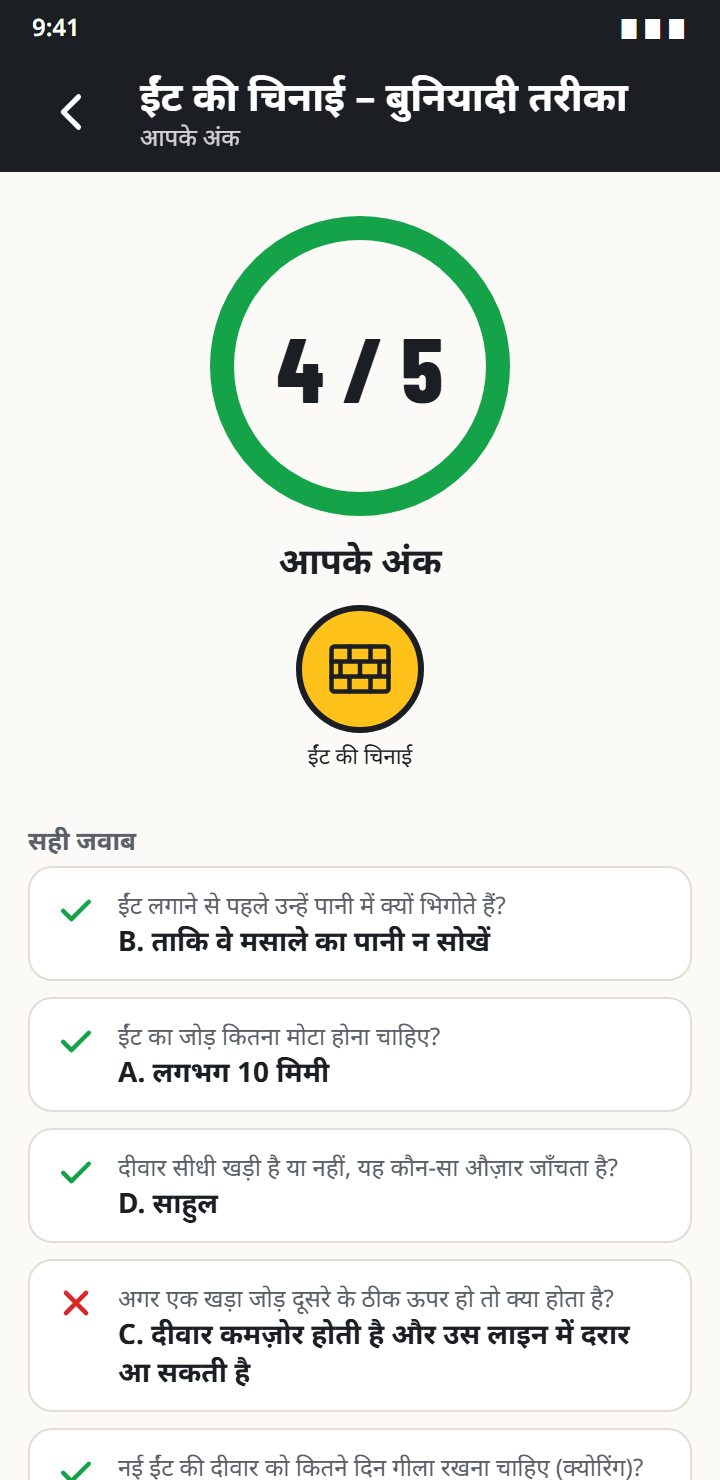 9:41
ईंट की चिनाई – बुनियादी तरीका
आपके अंक
4 / 5
आपके अंक
ईंट की चिनाई
सही जवाब
ईंट लगाने से पहले उन्हें पानी में क्यों भिगोते हैं?
B. ताकि वे मसाले का पानी न सोखें
ईंट का जोड़ कितना मोटा होना चाहिए?
A. लगभग 10 मिमी
दीवार सीधी खड़ी है या नहीं, यह कौन-सा औज़ार जाँचता है?
D. साहुल
अगर एक खड़ा जोड़ दूसरे के ठीक ऊपर हो तो क्या होता है?
C. दीवार कमज़ोर होती है और उस लाइन में दरार
आ सकती है
नई ईंट की दीवार को कितने दिन गीला रखना चाहिए (क्योरिंग)?